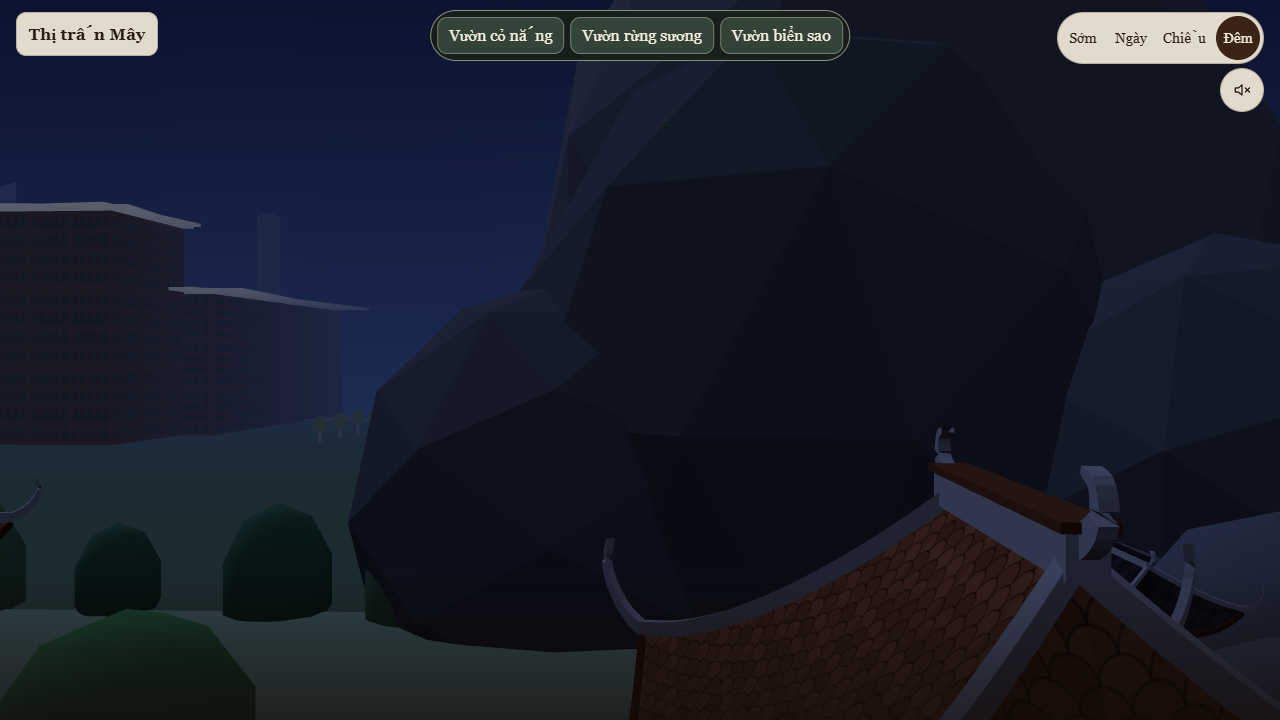 Thị trấn Mây
Vườn cỏ nắng
Vườn rừng sương
Vườn biển sao
Sớm
Ngày
Chiều
Đêm